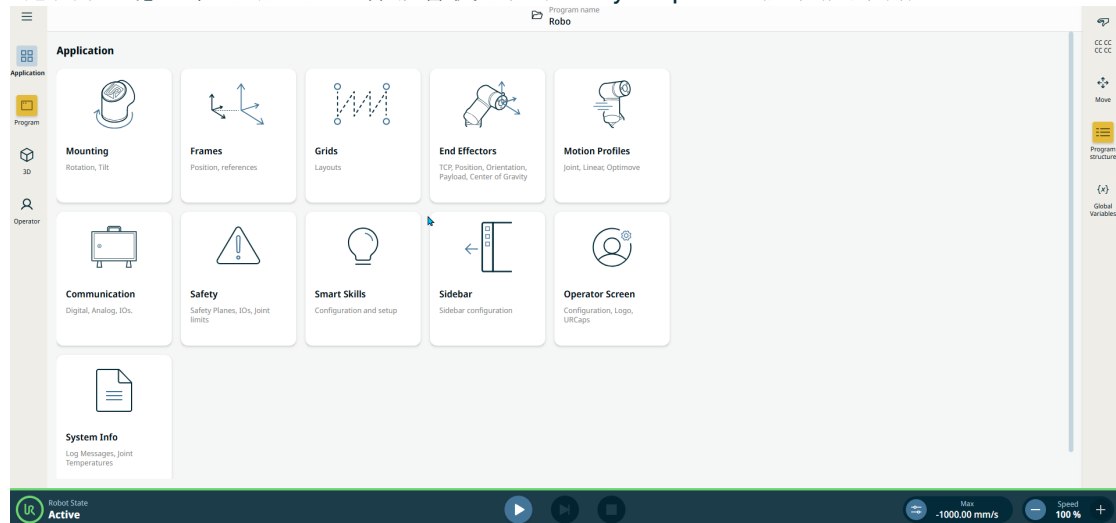 Program name
Robo
Application
Application
Program
3D
Operator
Mounting
Rotation, Tilt
Frames
Position, references
Grids
Layouts
End Effectors
TCP, Position, Orientation,
Payload, Center of Gravity
Motion Profiles
Joint, Linear, Optimove
Communication
Digital, Analog, IOs.
Safety
Safety Planes, IOs, Joint
limits
Smart Skills
Configuration and setup
Sidebar
Sidebar configuration
Operator Screen
Configuration, Logo,
URCaps
System Info
Log Messages, Joint
Temperatures
CC CC
CC CC
Move
Program
structure
{x}
Global
Variables
UR
Robot State
Active
Max
-1000.00 mm/s
Speed
100 %